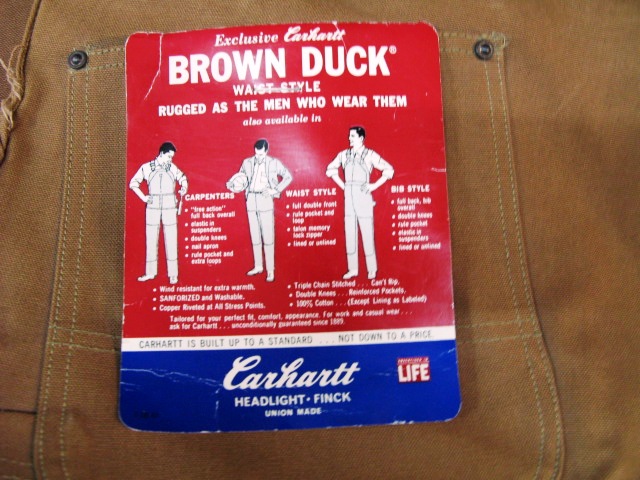 Exclusive Carhartt
BROWN DUCK®
WAIST STYLE
RUGGED AS THE MEN WHO WEAR THEM
also available in
CARPENTERS
• "free action" full back overall
• elastic in suspenders
• double knees
• nail apron
• rule pocket and extra loops
WAIST STYLE
• full double front
• rule pocket and loop
• talon memory lock zipper
• lined or unlined
BIB STYLE
• full back, bib overall
• double knees
• rule pocket
• elastic in suspenders
• lined or unlined
• Wind resistant for extra warmth.
• SANFORIZED and Washable.
• Copper Riveted at All Stress Points.
• Triple Chain Stitched . . . Can't Rip.
• Double Knees . . . Reinforced Pockets.
• 100% Cotton . . . (Except Lining as Labeled)
Tailored for your perfect fit, comfort, appearance. For work and casual wear . . .
ask for Carhartt . . . unconditionally guaranteed since 1889.
CARHARTT IS BUILT UP TO A STANDARD . . . NOT DOWN TO A PRICE
Carhartt
HEADLIGHT • FINCK
UNION MADE
LIFE